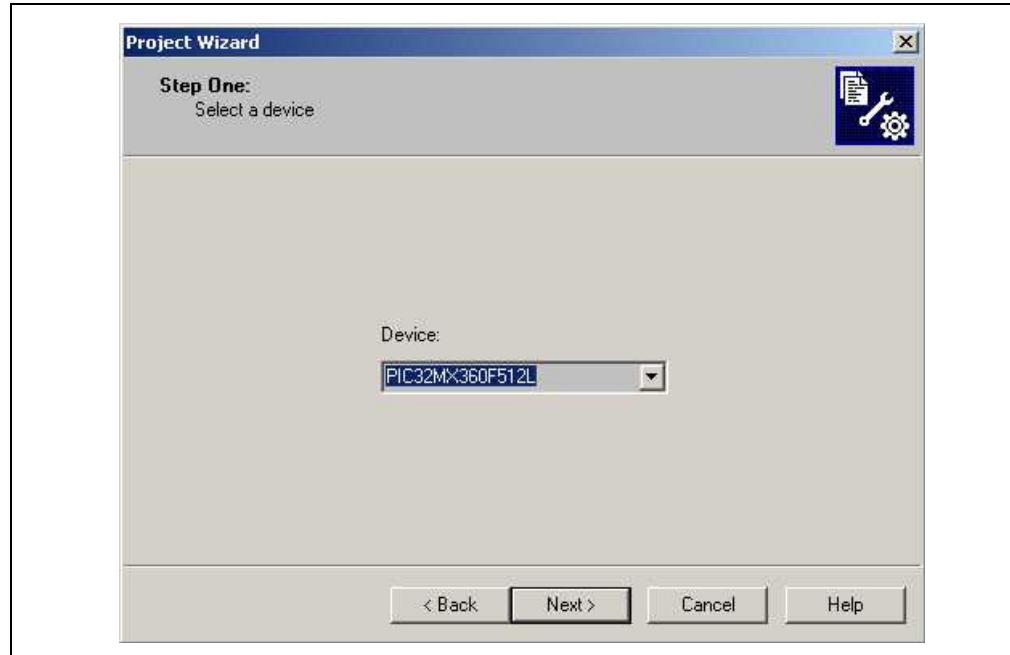 Project Wizard
Step One:
Select a device
Device:
PIC32MX360F512L
< Back Next > Cancel Help